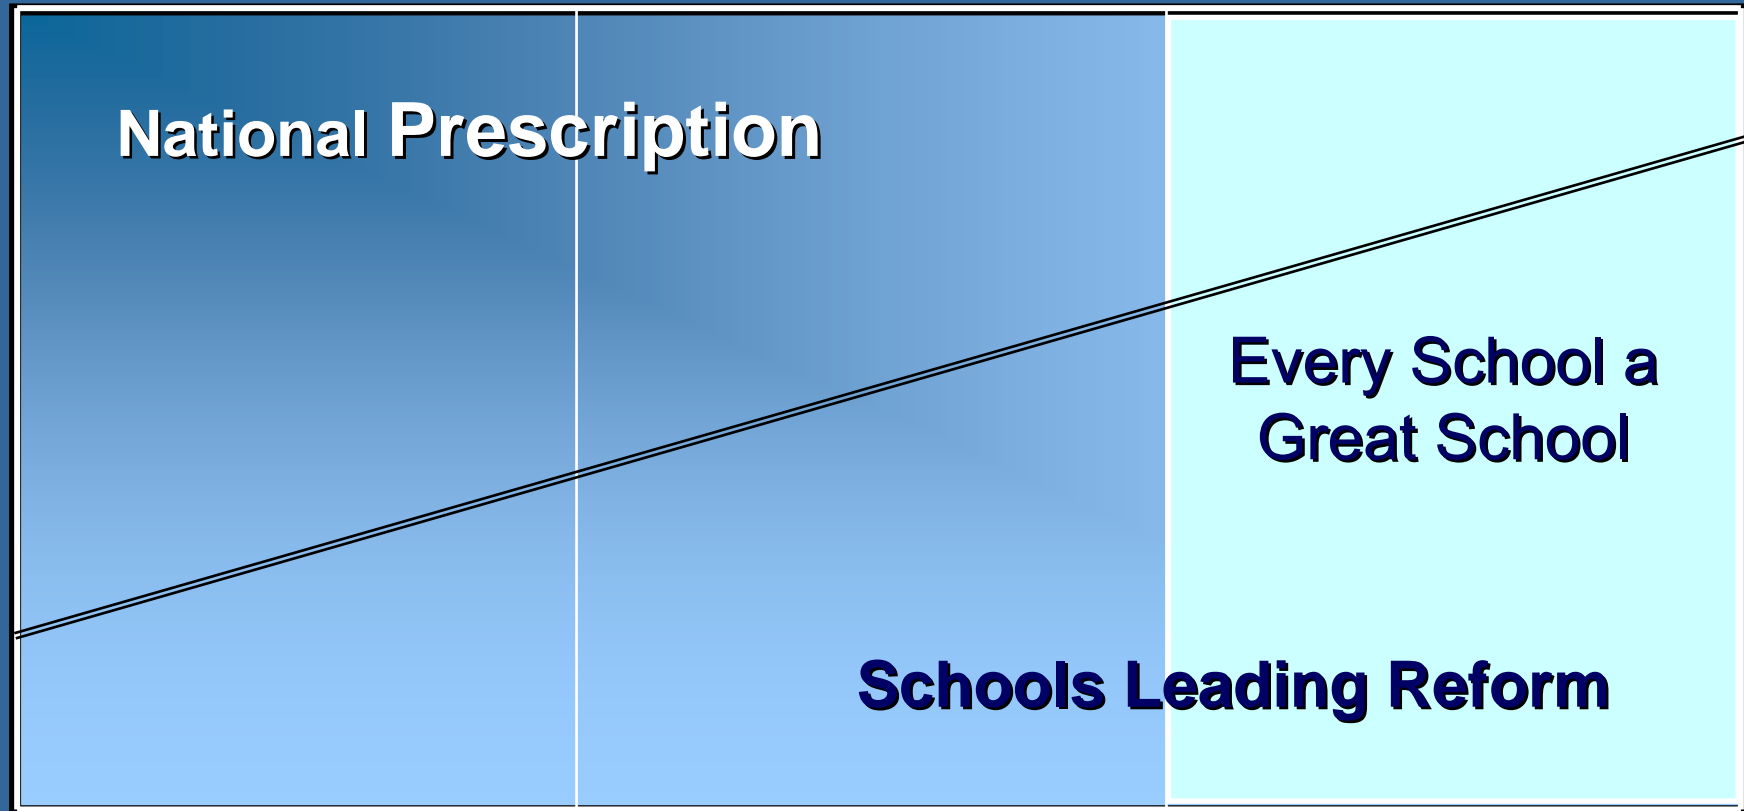 National Prescription
Every School a
Great School
Schools Leading Reform